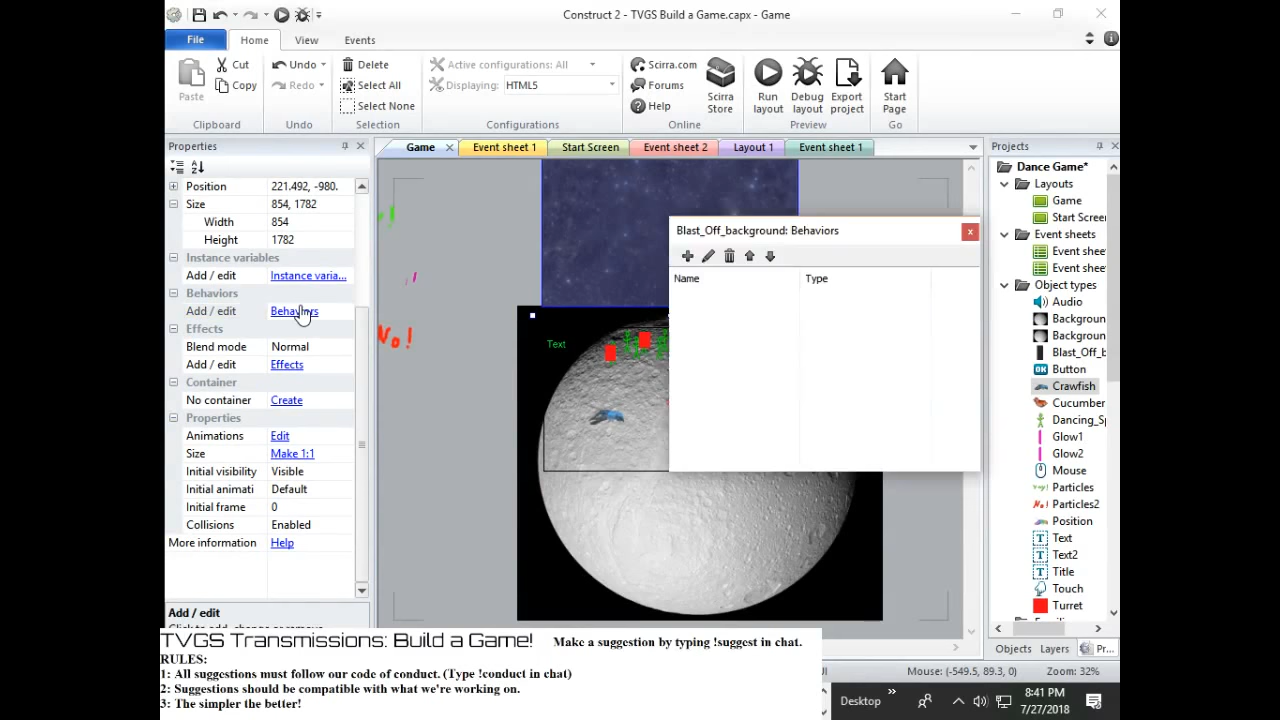 Construct 2 - TVGS Build a Game.capx - Game
File
Home
View
Events
Paste
Cut
Copy
Clipboard
Undo
Redo
Undo
Delete
Select All
Select None
Selection
Active configurations: All
Displaying: HTML5
Configurations
Scirra.com
Forums
Help
Scirra Store
Online
Run layout
Debug layout
Export project
Preview
Start Page
Go
Properties
Position 221.492, -980.
Size 854, 1782
Width 854
Height 1782
Instance variables
Add / edit Instance varia...
Behaviors
Add / edit Behaviors
Effects
Blend mode Normal
Add / edit Effects
Container
No container Create
Properties
Animations Edit
Size Make 1:1
Initial visibility Visible
Initial animati Default
Initial frame 0
Collisions Enabled
More information Help
Add / edit
Game
Event sheet 1
Start Screen
Event sheet 2
Layout 1
Event sheet 1
No!
Text
Blast_Off_background: Behaviors
Name Type
Projects
Dance Game*
Layouts
Game
Start Screen
Event sheets
Event shee
Event shee
Object types
Audio
Backgroun
Backgroun
Blast_Off_b
Button
Crawfish
Cucumber
Dancing_Sp
Glow1
Glow2
Mouse
Particles
Particles2
Position
Text
Text2
Title
Touch
Turret
Objects Layers Pr...
Mouse: (-549.5, 89.3, 0) Zoom: 32%
TVGS Transmissions: Build a Game! Make a suggestion by typing !suggest in chat.
RULES:
1: All suggestions must follow our code of conduct. (Type !conduct in chat)
2: Suggestions should be compatible with what we're working on.
3: The simpler the better!
Desktop
8:41 PM
7/27/2018